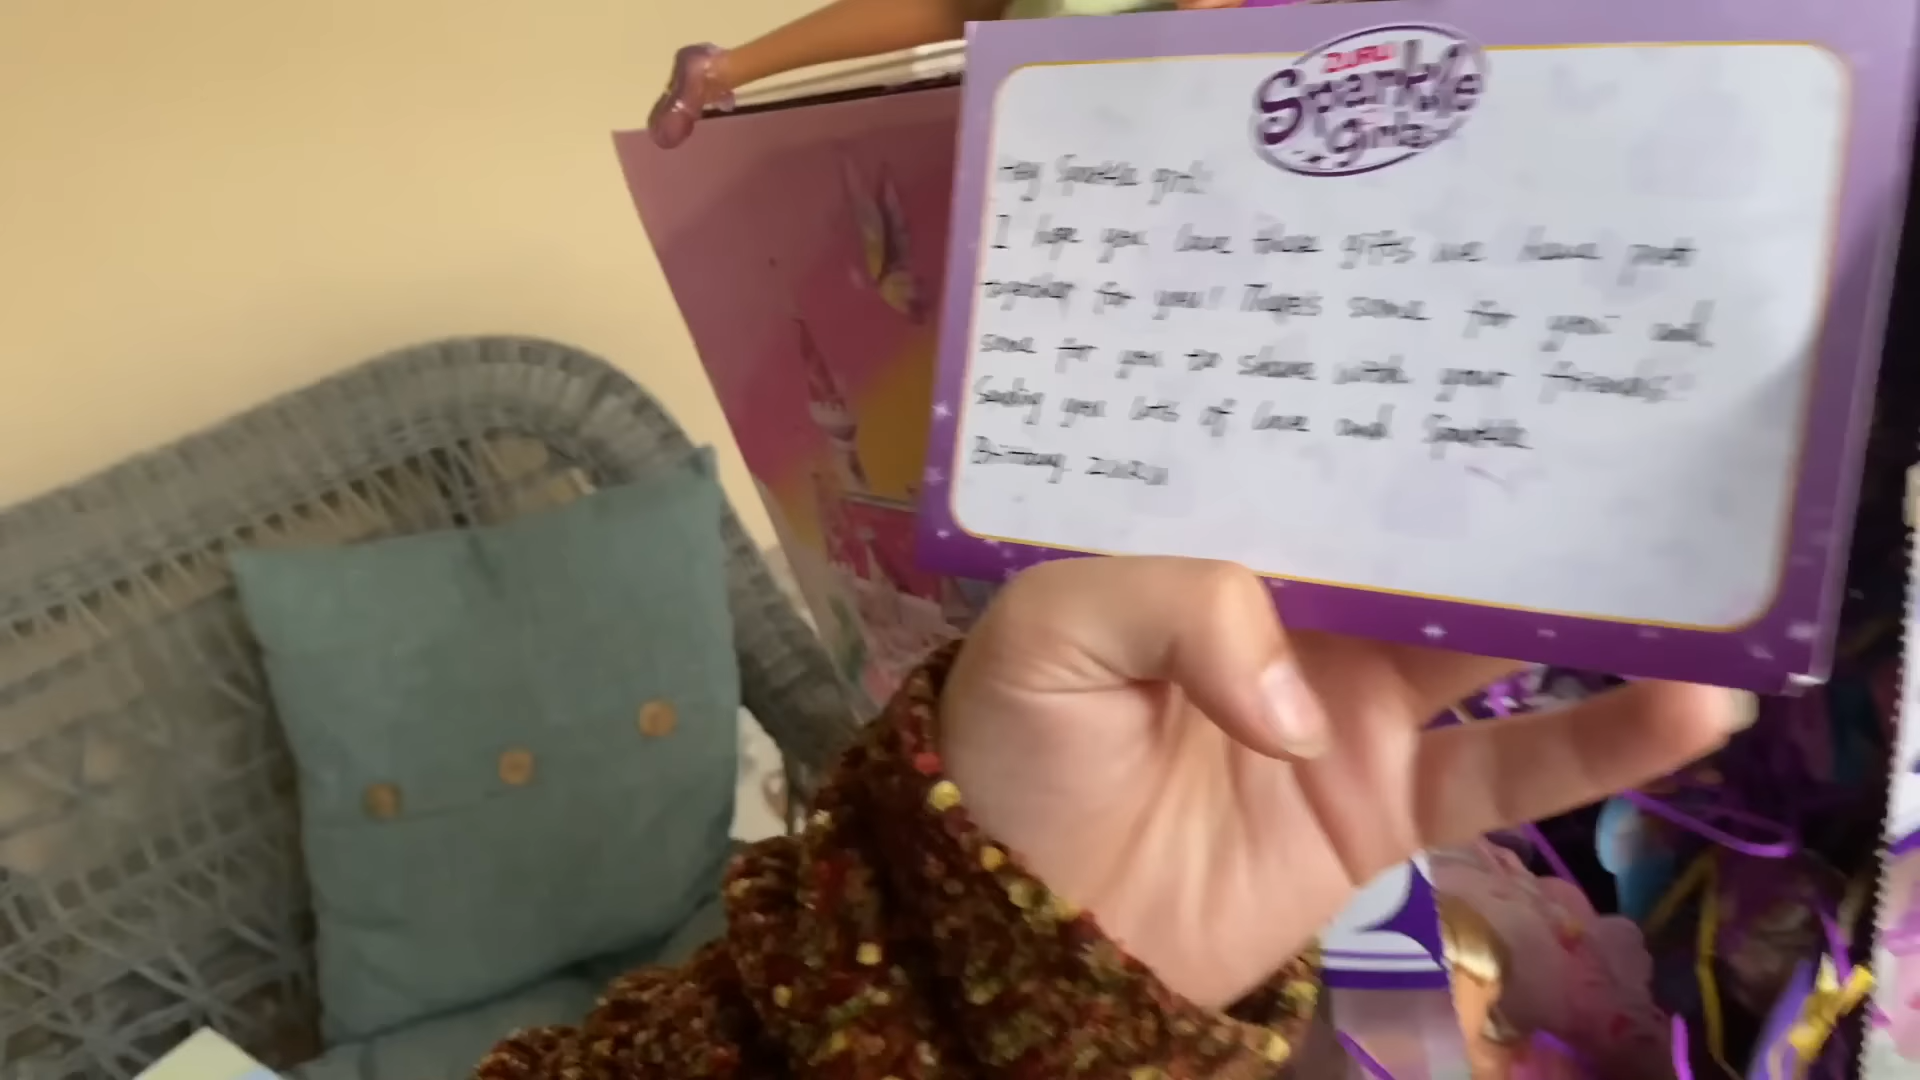 ZURU
Sparkle
Girlz
Hey Sparkle girl!
I hope you love these gifts we have put
together for you! There's some for you and
some for you to share with your friends!
Sending you lots of love and Sparkle
Brittany ZURU